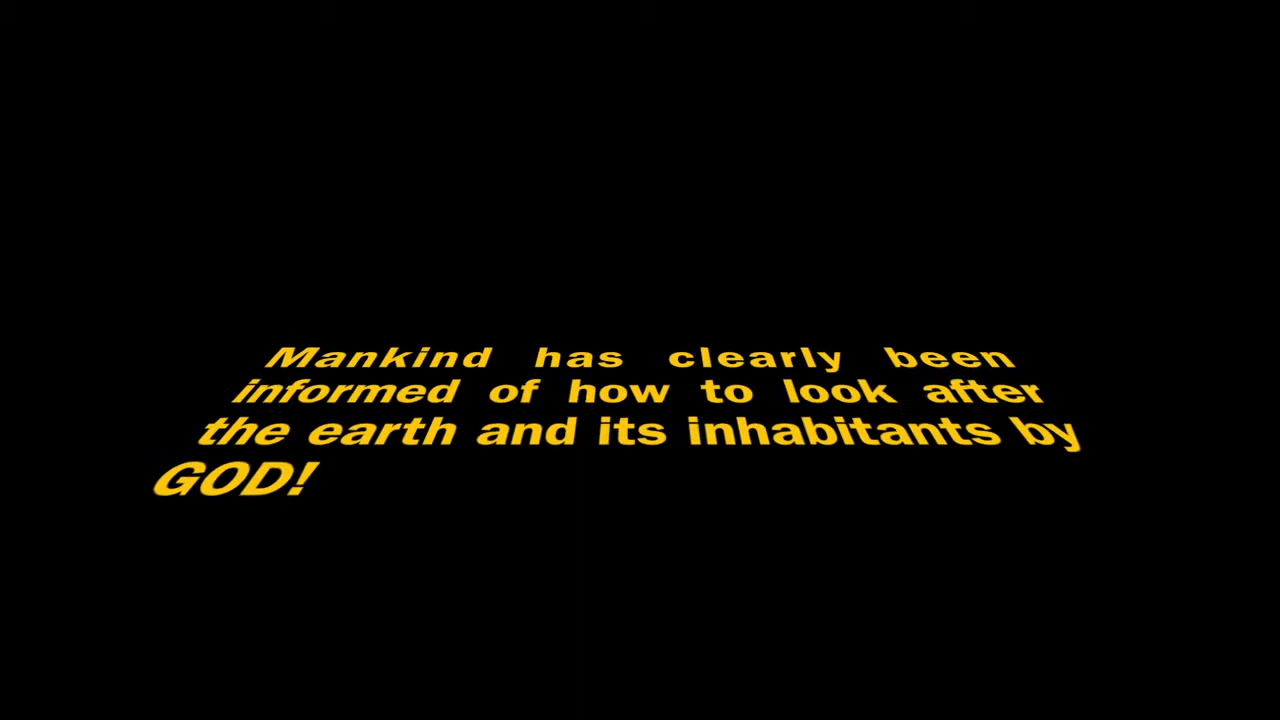 Mankind has clearly been
informed of how to look after
the earth and its inhabitants by
GOD!